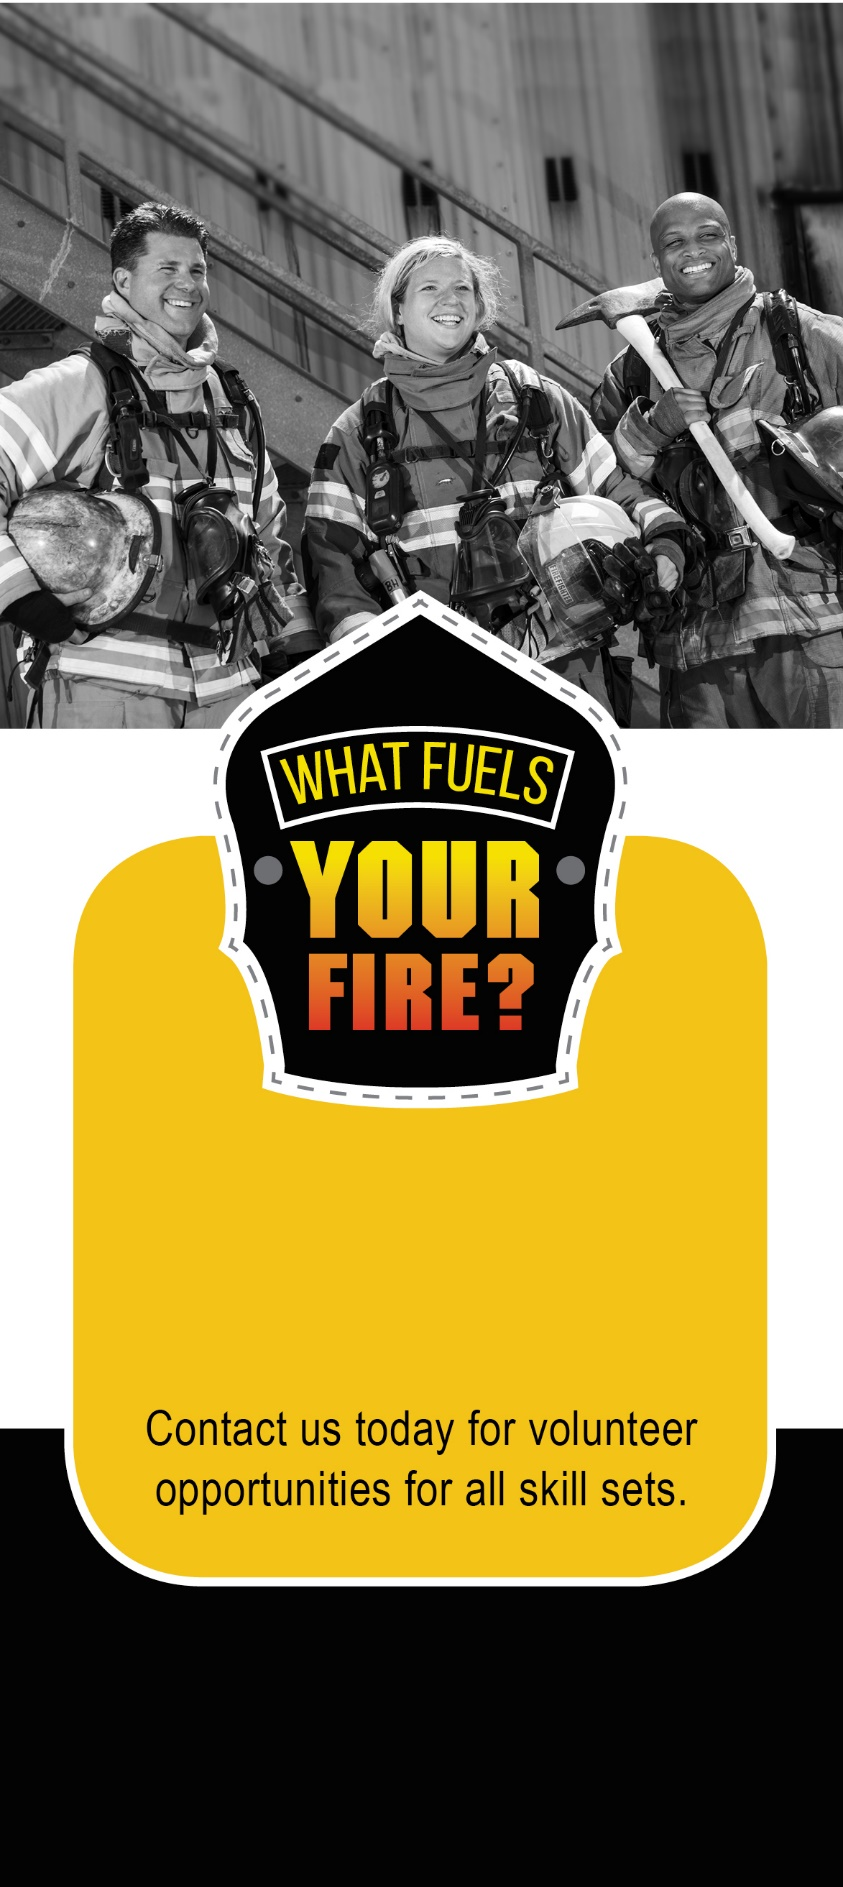 WHAT FUELS
YOUR
FIRE?
Contact us today for volunteer
opportunities for all skill sets.